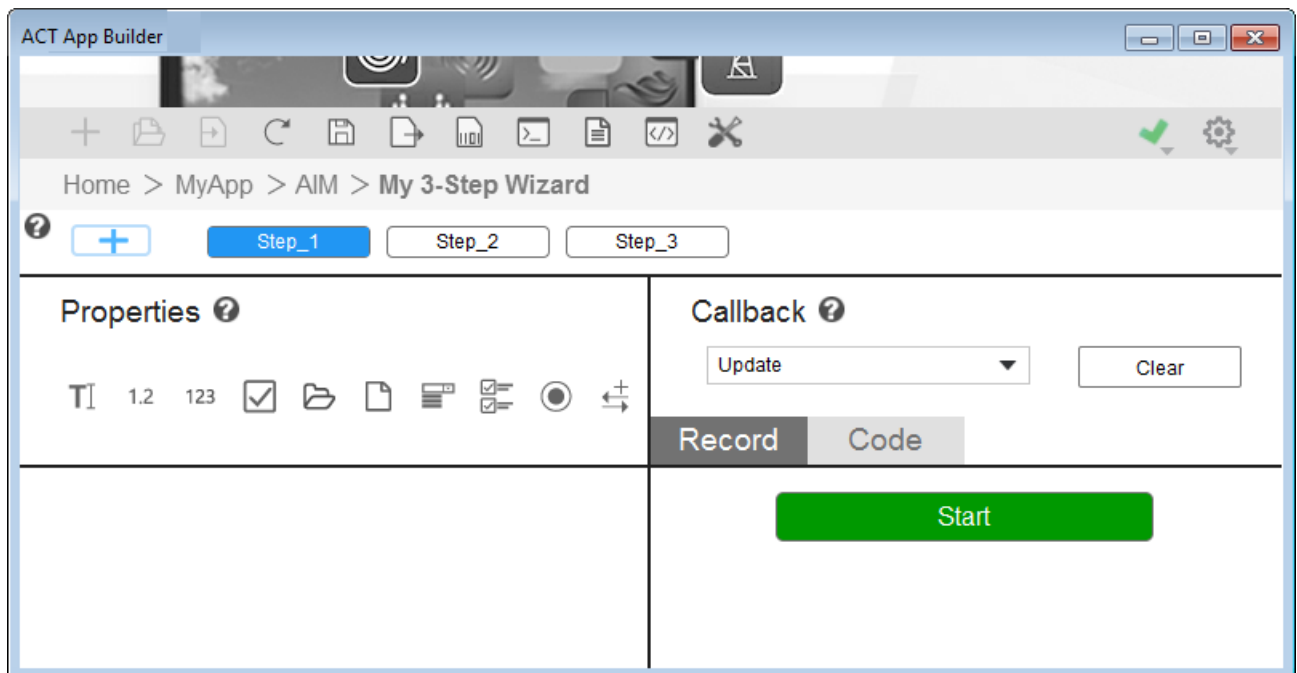 ACT App Builder
Home > MyApp > AIM > My 3-Step Wizard
Step_1 Step_2 Step_3
Properties Callback
Update Clear
1.2 123
Record Code
Start